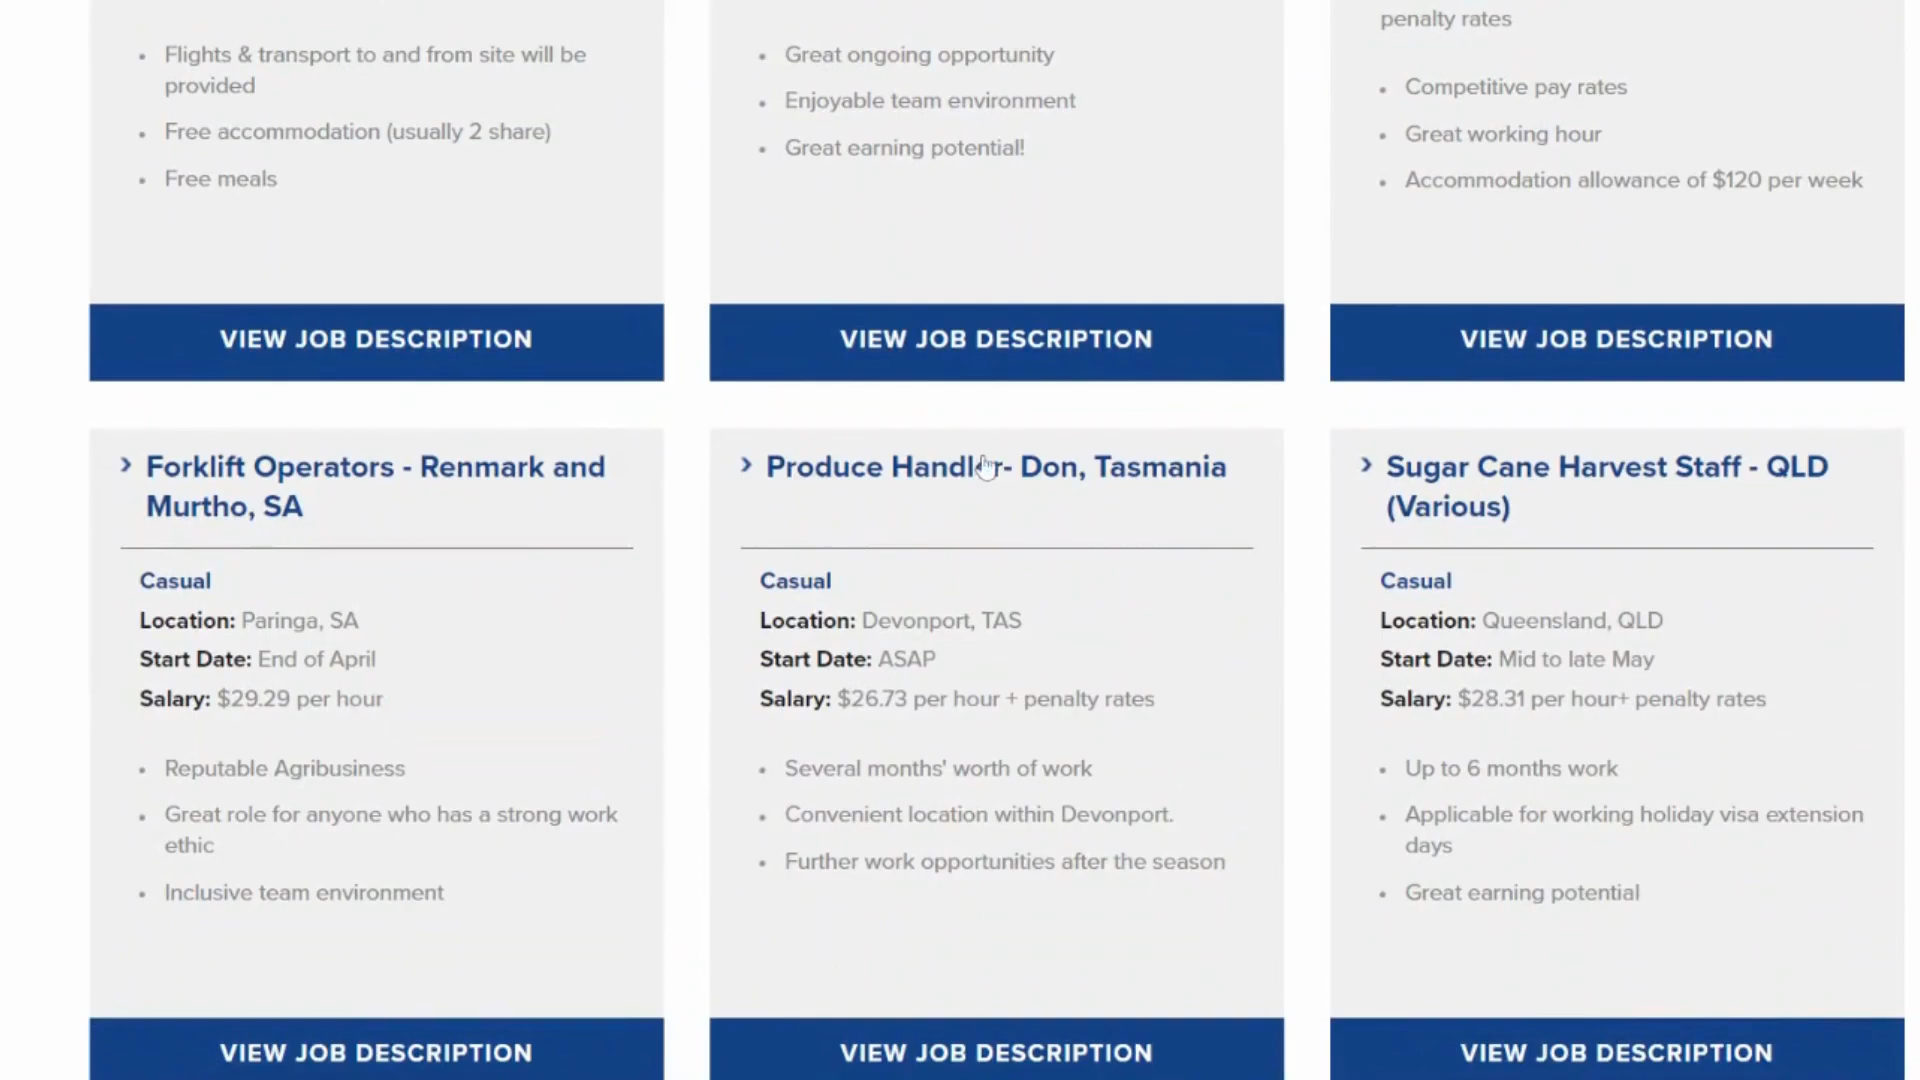 penalty rates
Flights & transport to and from site will be
provided
Free accommodation (usually 2 share)
Free meals
Great ongoing opportunity
Enjoyable team environment
Great earning potential!
Competitive pay rates
Great working hour
Accommodation allowance of $120 per week
VIEW JOB DESCRIPTION
VIEW JOB DESCRIPTION
VIEW JOB DESCRIPTION
Forklift Operators - Renmark and
Murtho, SA
Casual
Location: Paringa, SA
Start Date: End of April
Salary: $29.29 per hour
Reputable Agribusiness
Great role for anyone who has a strong work
ethic
Inclusive team environment
VIEW JOB DESCRIPTION
Produce Handler- Don, Tasmania
Casual
Location: Devonport, TAS
Start Date: ASAP
Salary: $26.73 per hour + penalty rates
Several months' worth of work
Convenient location within Devonport.
Further work opportunities after the season
VIEW JOB DESCRIPTION
Sugar Cane Harvest Staff - QLD
(Various)
Casual
Location: Queensland, QLD
Start Date: Mid to late May
Salary: $28.31 per hour+ penalty rates
Up to 6 months work
Applicable for working holiday visa extension
days
Great earning potential
VIEW JOB DESCRIPTION